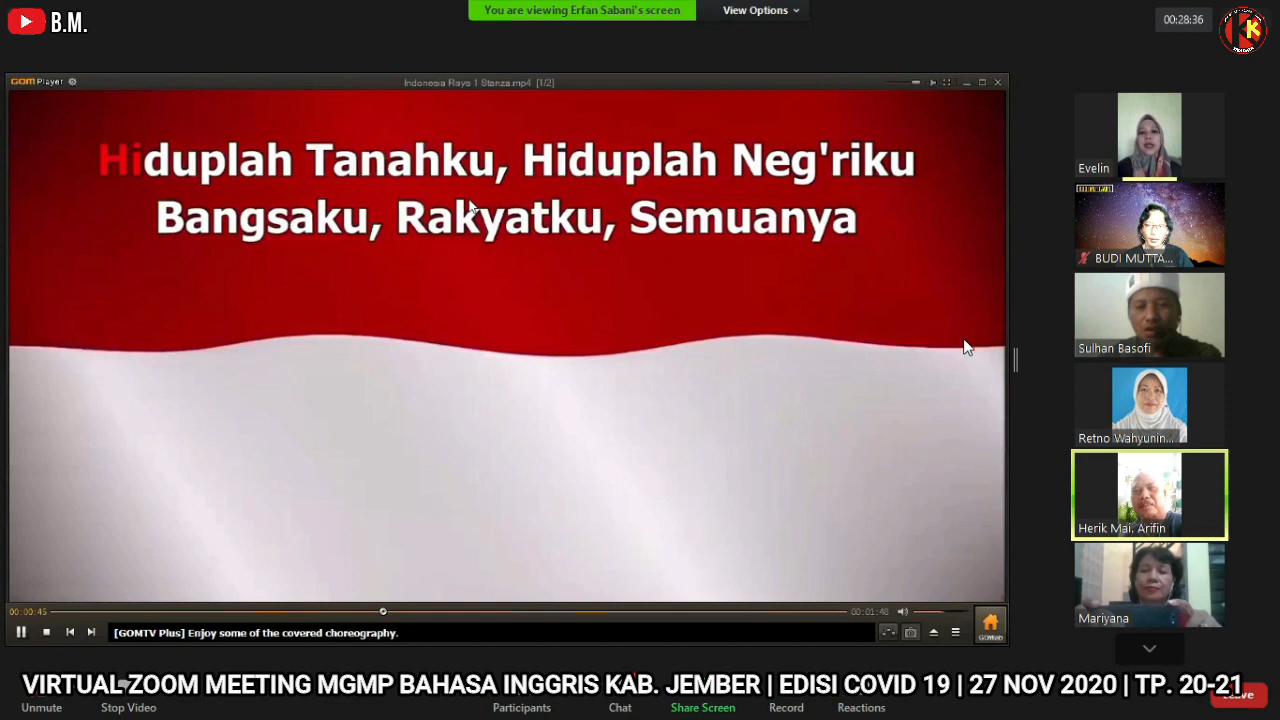 B.M.
You are viewing Erfan Sabani's screen
View Options
00:28:36
KK
GOM Player
Indonesia Raya 1 Stanza.mp4 [1/2]
Hiduplah Tanahku, Hiduplah Neg'riku
Bangsaku, Rakyatku, Semuanya
Evelin
BUDI MUTTA...
Sulhan Basofi
Retno Wahyunin...
Herik Mai. Arifin
Mariyana
00:00:45
00:01:48
[GOMTV Plus] Enjoy some of the covered choreography.
GOMlab
VIRTUAL ZOOM MEETING MGMP BAHASA INGGRIS KAB. JEMBER | EDISI COVID 19 | 27 NOV 2020 | TP. 20-21
Unmute
Stop Video
Participants
Chat
Share Screen
Record
Reactions
Leave